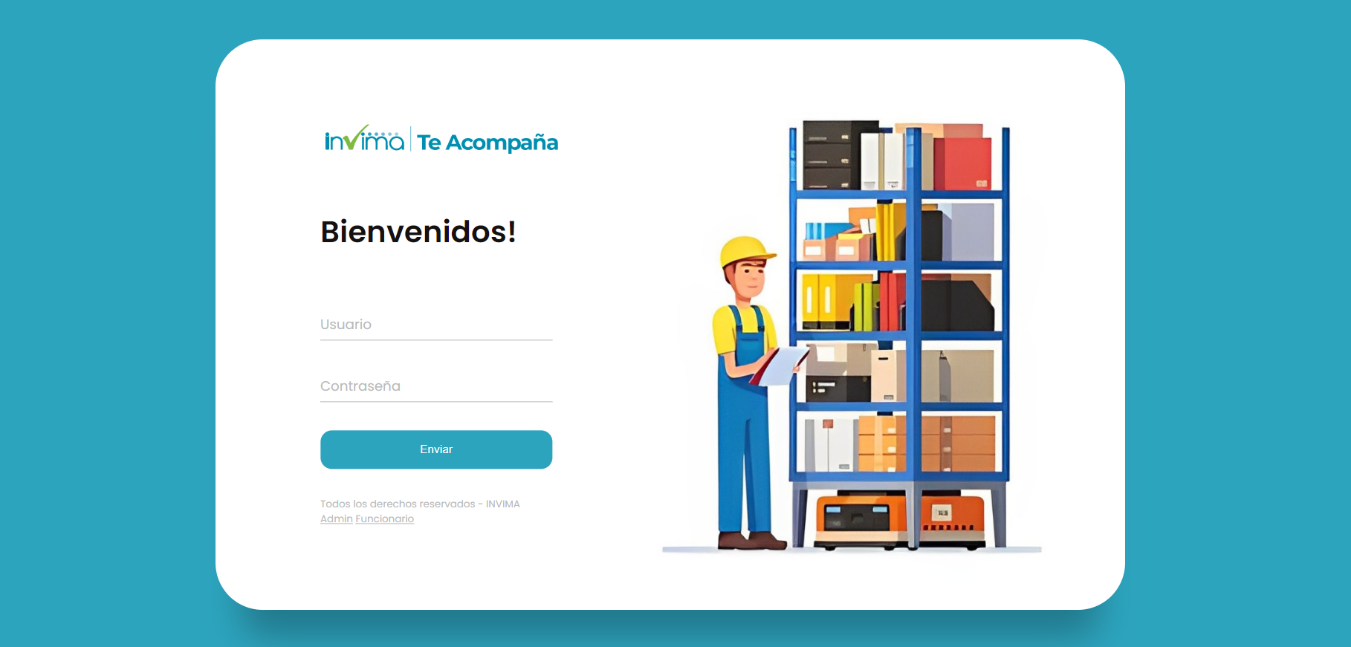 invima | Te Acompaña
Bienvenidos!
Usuario
Contraseña
Enviar
Todos los derechos reservados - INVIMA
Admin Funcionario